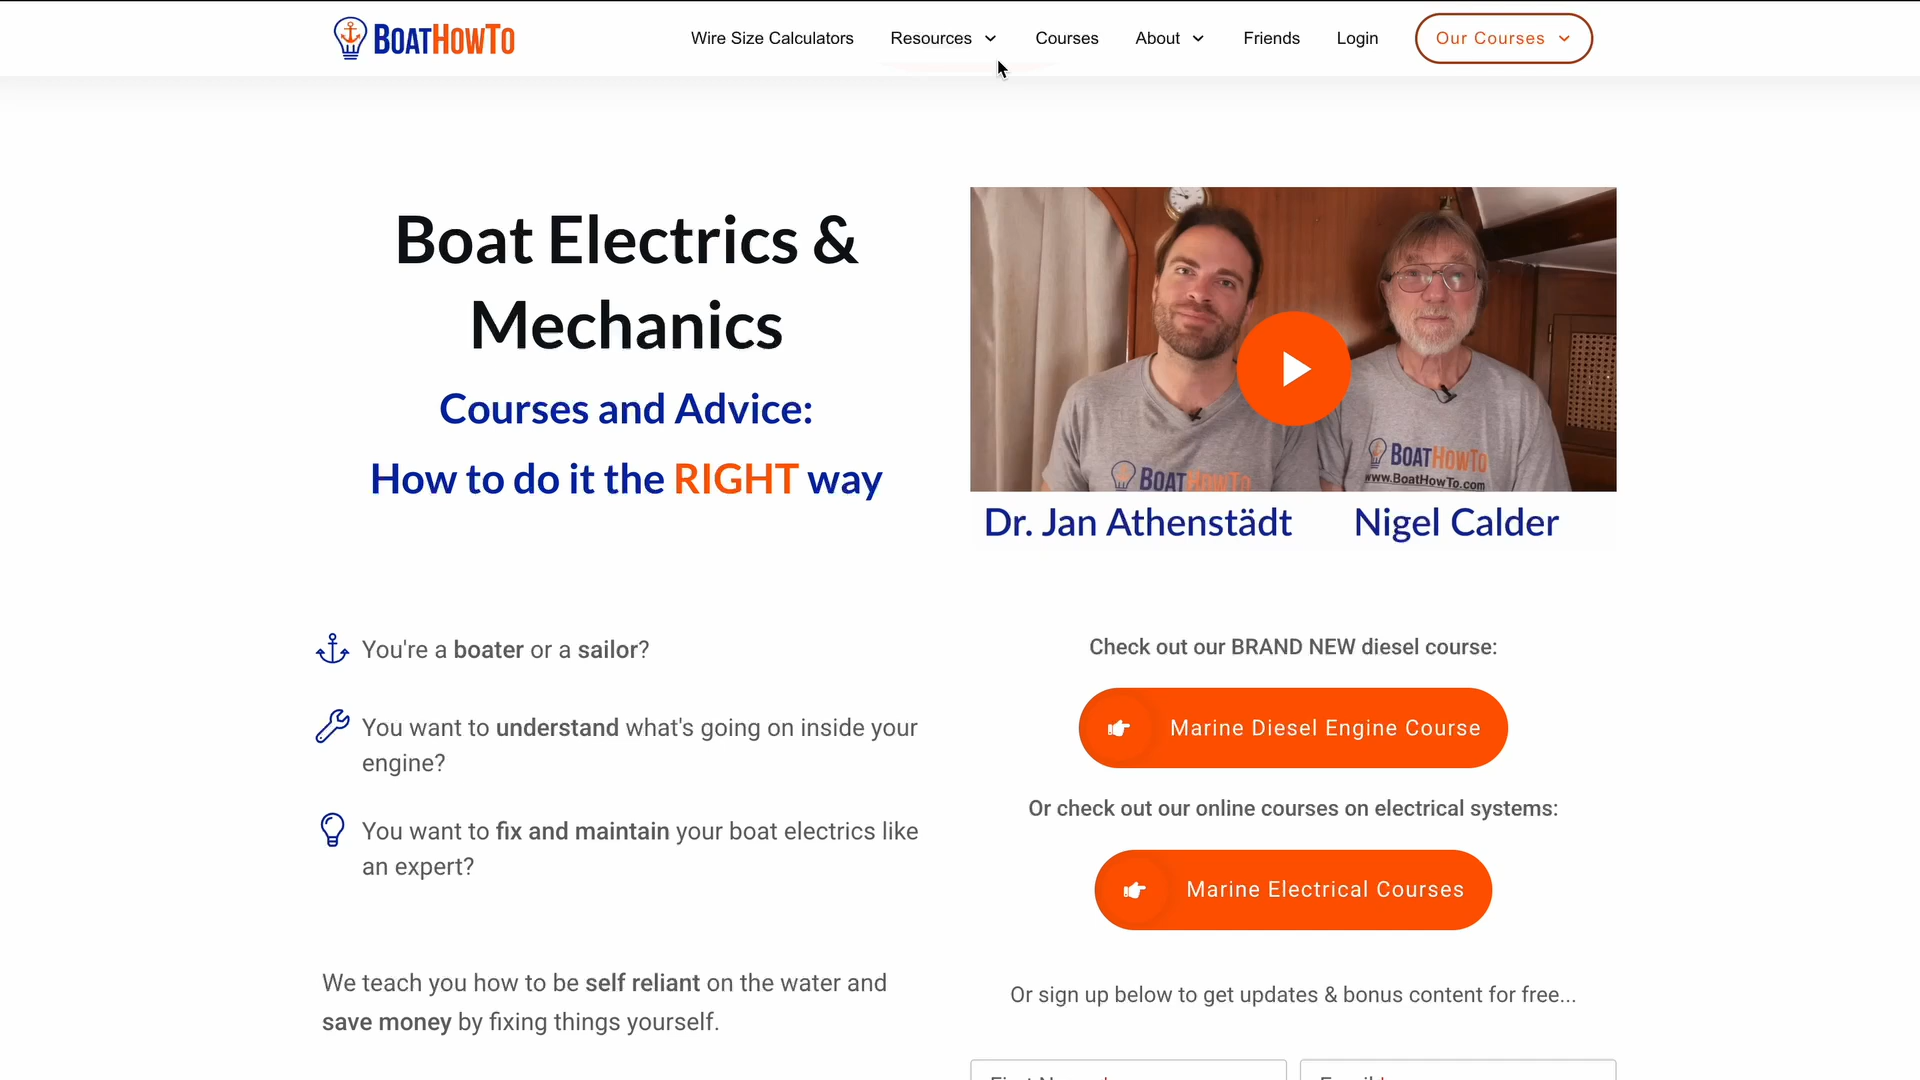 BOATHOWTO
Wire Size Calculators
Resources
Courses
About
Friends
Login
Our Courses
Boat Electrics &
Mechanics
Courses and Advice:
How to do it the RIGHT way
BOATHOWTO
BOATHOWTO
www.BoatHowTo.com
Dr. Jan Athenstädt
Nigel Calder
You're a boater or a sailor?
You want to understand what's going on inside your
engine?
You want to fix and maintain your boat electrics like
an expert?
We teach you how to be self reliant on the water and
save money by fixing things yourself.
Check out our BRAND NEW diesel course:
Marine Diesel Engine Course
Or check out our online courses on electrical systems:
Marine Electrical Courses
Or sign up below to get updates & bonus content for free...